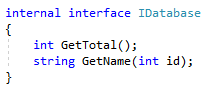 internal interface IDatabase
{
    int GetTotal();
    string GetName(int id);
}